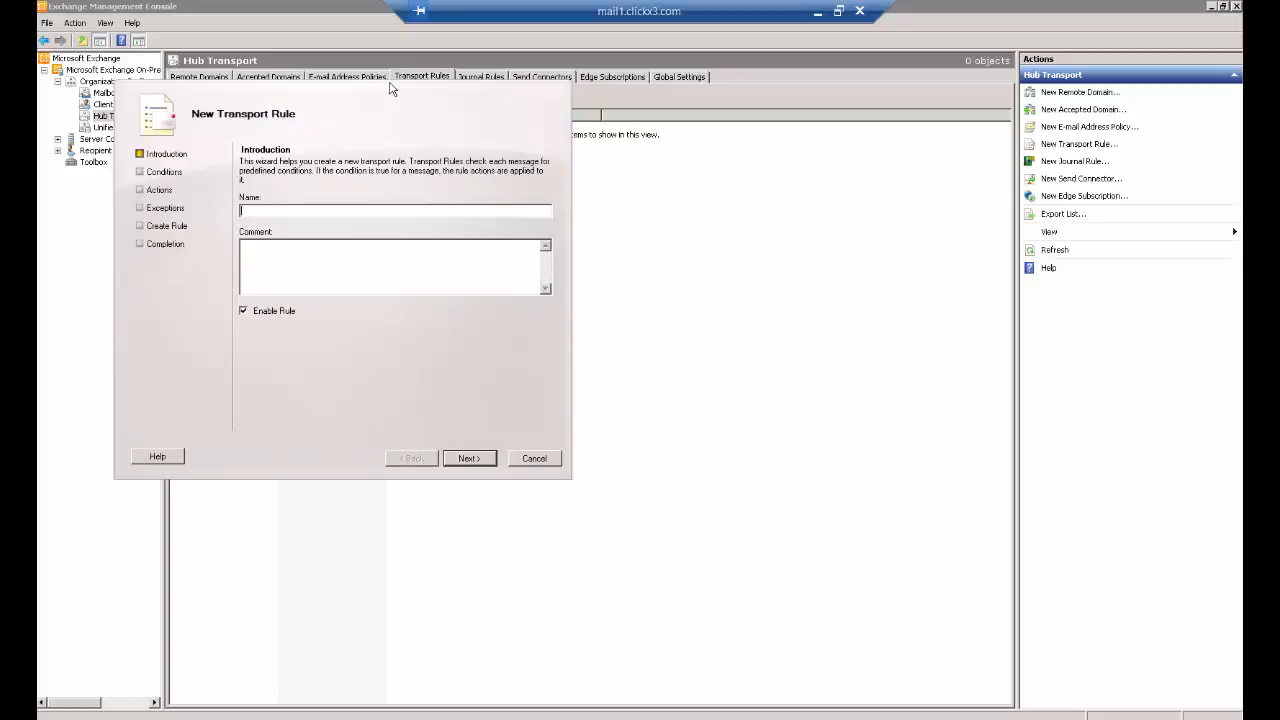 Exchange Management Console
mail1.clickx3.com
File Action View Help
Microsoft Exchange
Microsoft Exchange On-Pre
Organiza
Mailbo
Client
Hub T
Unifie
Server Co
Recipient
Toolbox
Hub Transport
0 objects
Remote Domains Accepted Domains E-mail Address Policies Transport Rules Journal Rules Send Connectors Edge Subscriptions Global Settings
ems to show in this view.
New Transport Rule
Introduction
Conditions
Actions
Exceptions
Create Rule
Completion
Introduction
This wizard helps you create a new transport rule. Transport Rules check each message for
predefined conditions. If the condition is true for a message, the rule actions are applied to
it.
Name:
Comment:
Enable Rule
Help
< Back
Next >
Cancel
Actions
Hub Transport
New Remote Domain...
New Accepted Domain...
New E-mail Address Policy...
New Transport Rule...
New Journal Rule...
New Send Connector...
New Edge Subscription...
Export List...
View
Refresh
Help